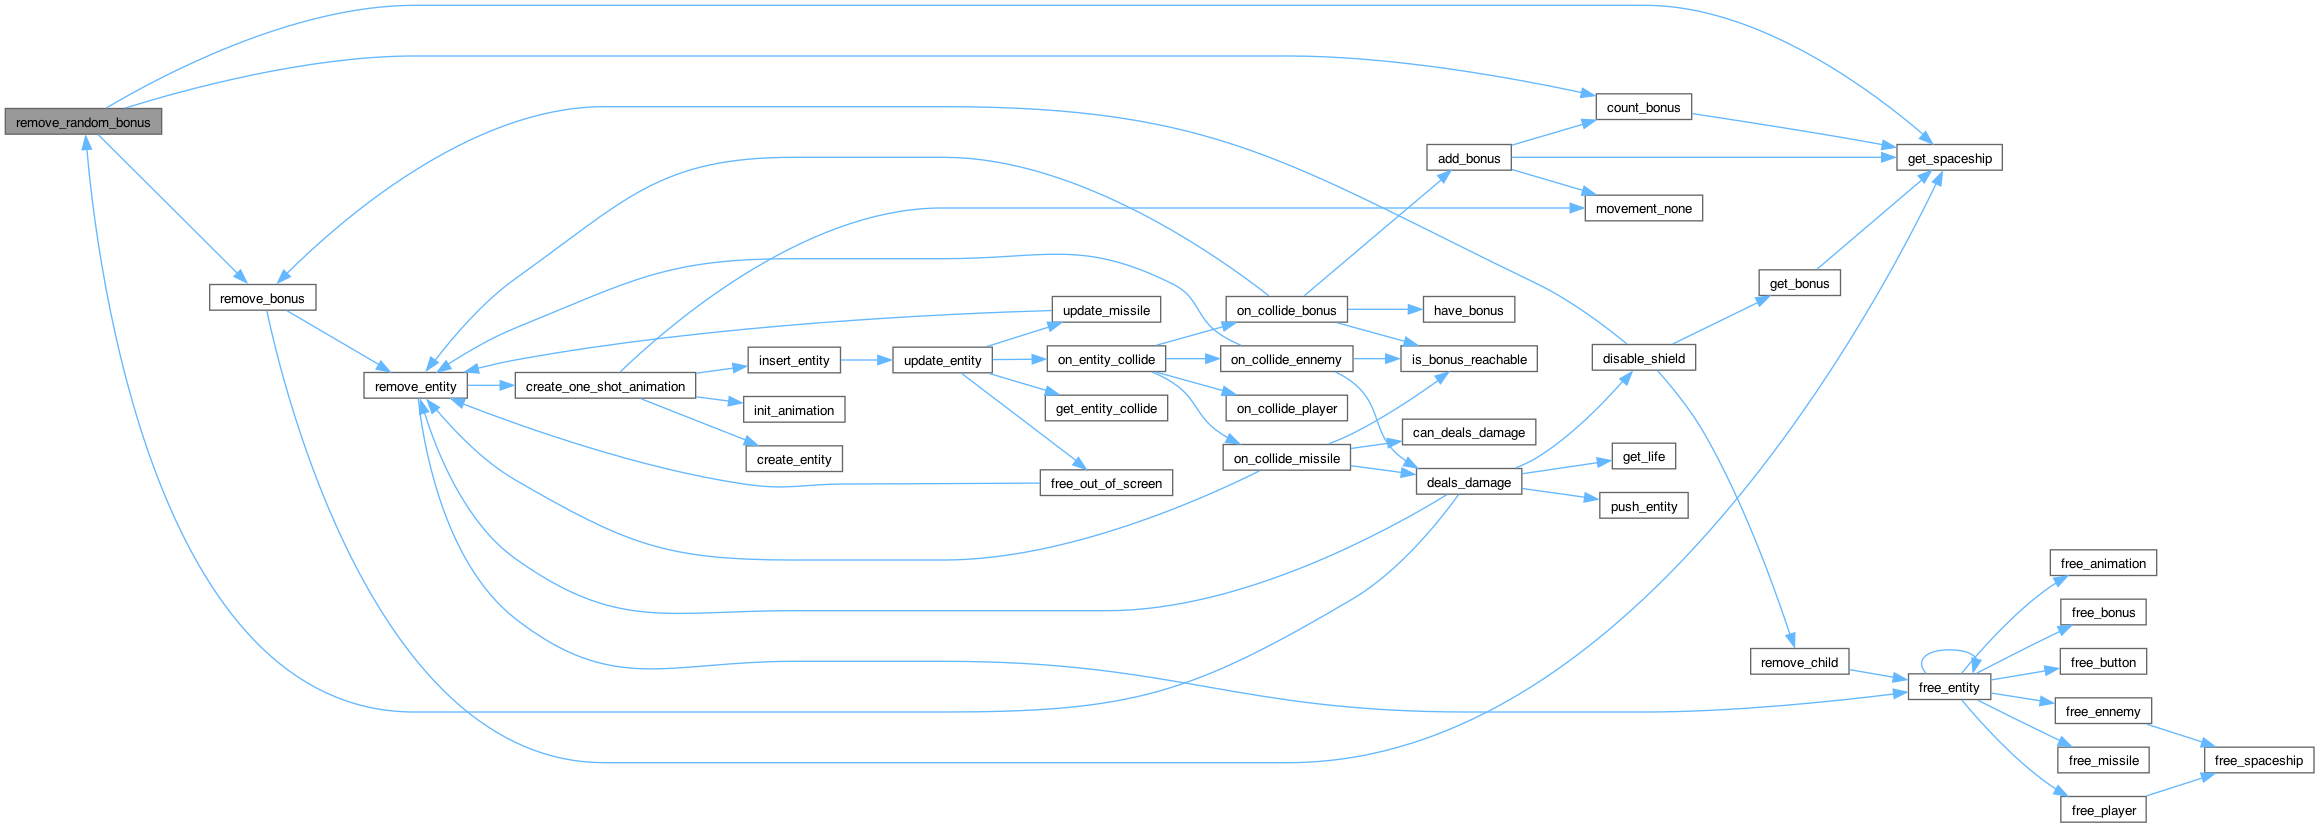 remove_random_bonus
count_bonus
add_bonus
get_spaceship
movement_none
get_bonus
remove_bonus
update_missile
on_collide_bonus
have_bonus
insert_entity
update_entity
on_entity_collide
on_collide_ennemy
is_bonus_reachable
disable_shield
remove_entity
create_one_shot_animation
init_animation
get_entity_collide
on_collide_player
can_deals_damage
create_entity
on_collide_missile
get_life
free_out_of_screen
deals_damage
push_entity
free_animation
free_bonus
remove_child
free_button
free_entity
free_ennemy
free_missile
free_spaceship
free_player